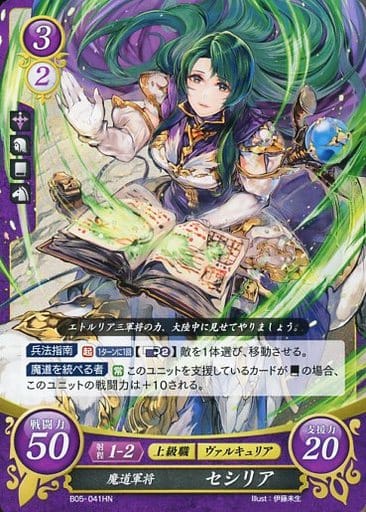 3
2
エトルリア三軍将の力、大陸中に見せてやりましょう。
兵法指南 起 1ターンに1回 【翻2】 敵を1体選び、移動させる。
魔道を統べる者 常 このユニットを支援しているカードが の場合、
このユニットの戦闘力は+10される。
戦闘力 50
射程 1-2
上級職 ヴァルキュリア
支援力 20
魔道軍将 セシリア
B05-041HN
Illust:伊藤未生